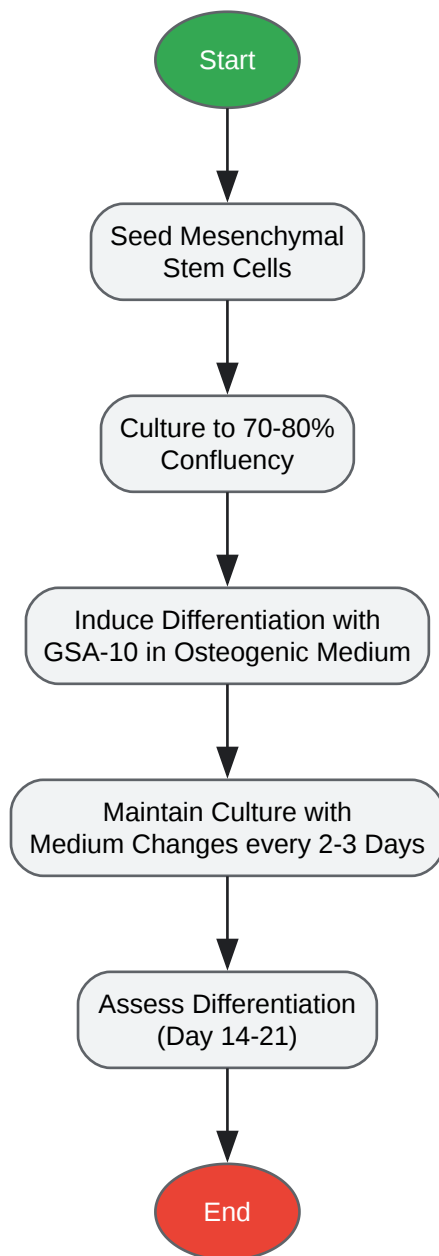 Start
Seed Mesenchymal
Stem Cells
Culture to 70-80%
Confluency
Induce Differentiation with
GSA-10 in Osteogenic Medium
Maintain Culture with
Medium Changes every 2-3 Days
Assess Differentiation
(Day 14-21)
End